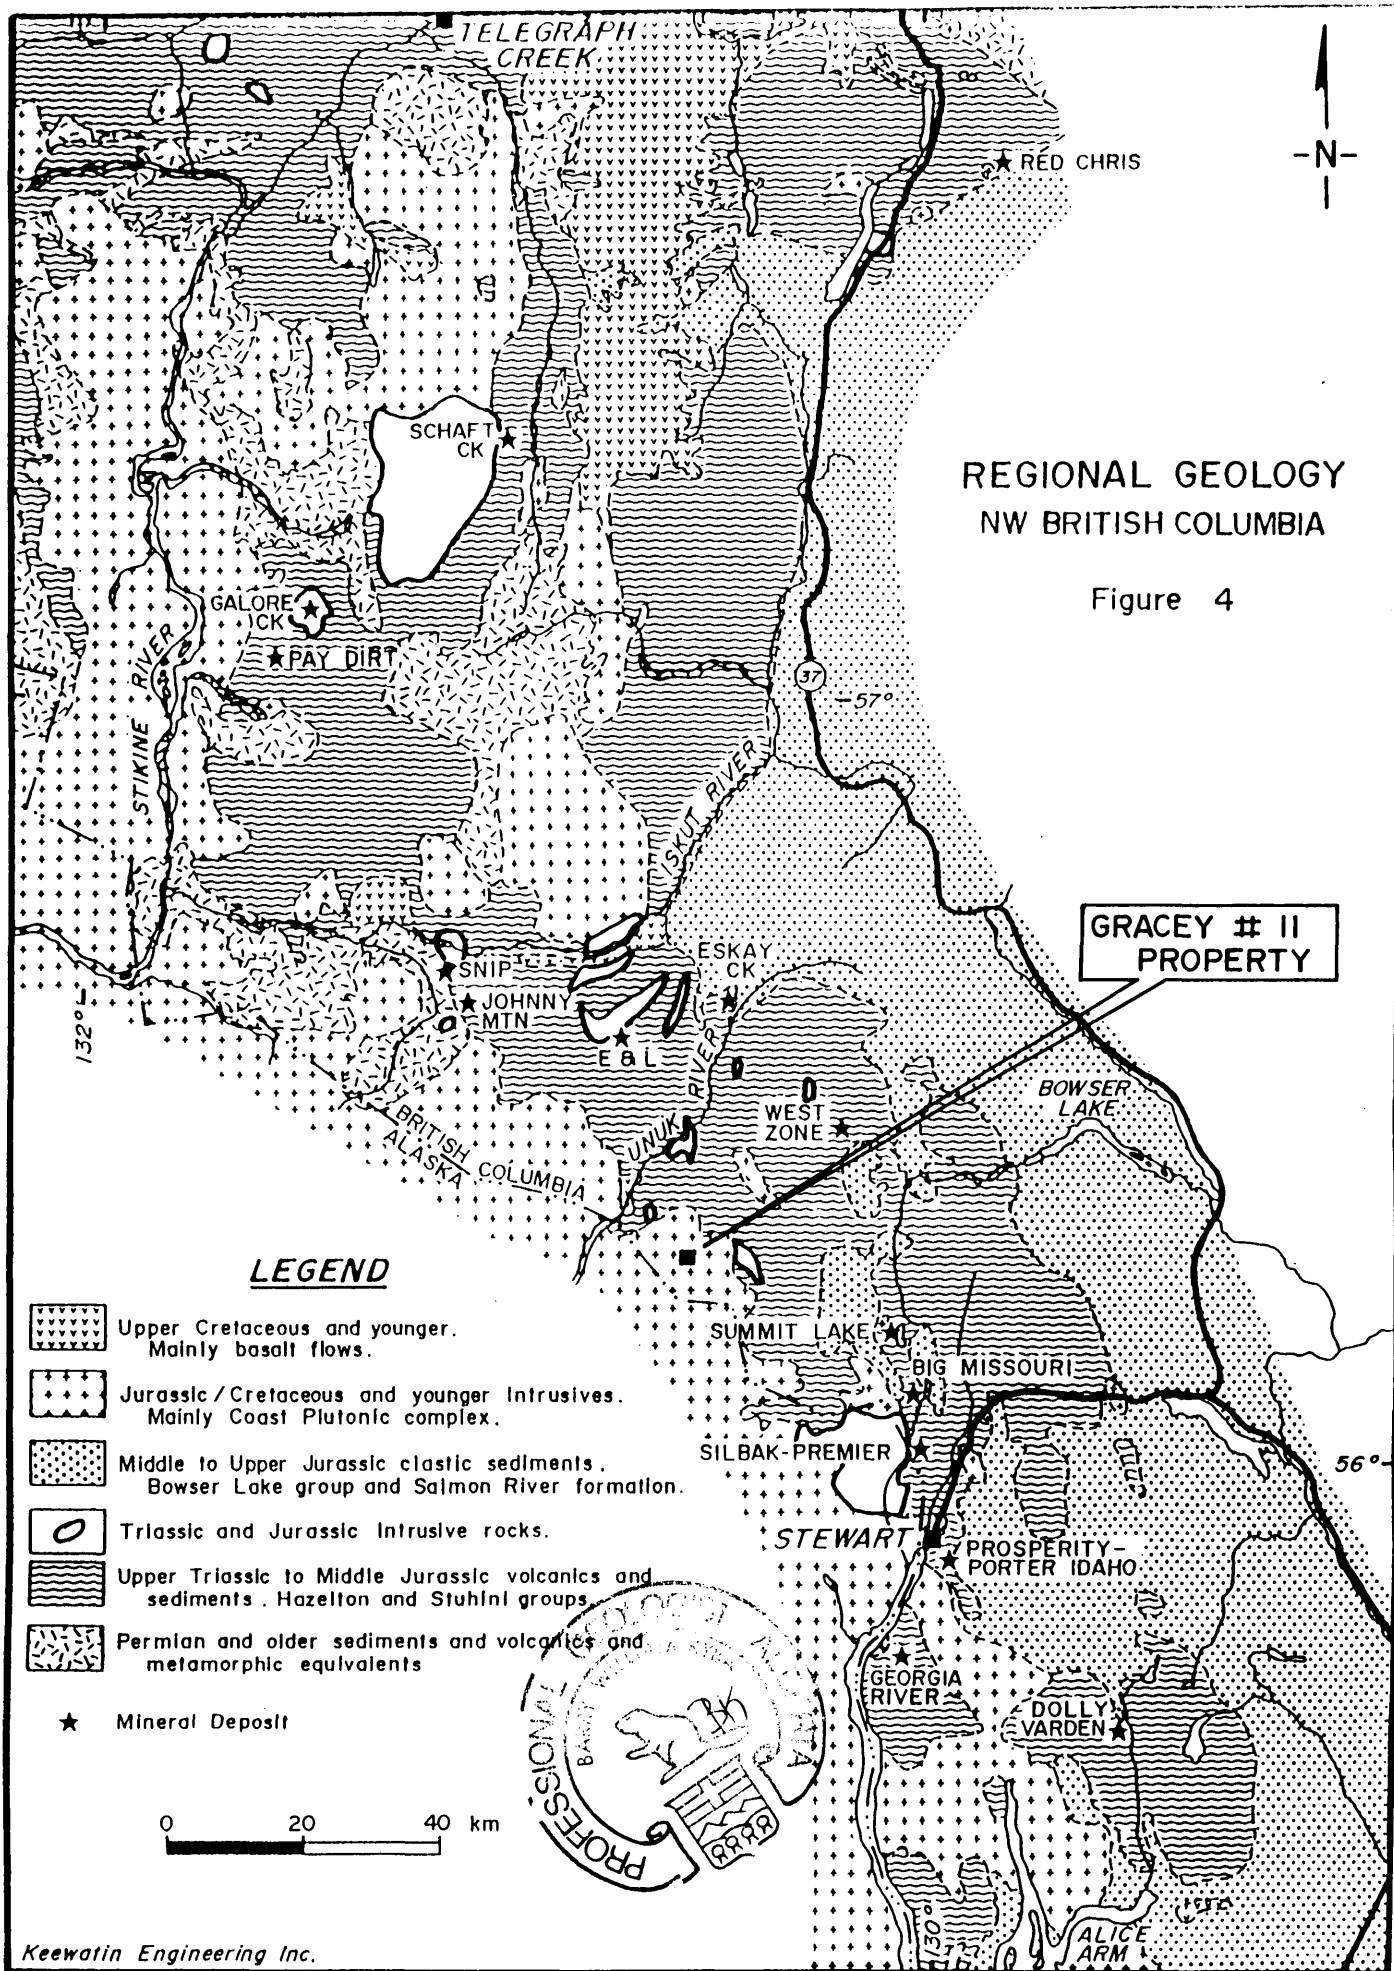 TELEGRAPH
CREEK
-N-
RED CHRIS
SCHAFT
CK
REGIONAL GEOLOGY
NW BRITISH COLUMBIA
Figure 4
GALORE
CK
PAY DIRT
STIKINE RIVER
37
57°
ISKUT RIVER
GRACEY # 11
PROPERTY
ESKAY
CK
SNIP
JOHNNY
MTN
E & L
132°
UNUK RIVER
WEST
ZONE
BOWSER
LAKE
BRITISH COLUMBIA
ALASKA
LEGEND
Upper Cretaceous and younger.
Mainly basalt flows.
Jurassic/Cretaceous and younger Intrusives.
Mainly Coast Plutonic complex.
Middle to Upper Jurassic clastic sediments.
Bowser Lake group and Salmon River formation.
Triassic and Jurassic Intrusive rocks.
Upper Triassic to Middle Jurassic volcanics and
sediments. Hazelton and Stuhini groups
Permian and older sediments and volcanics and
metamorphic equivalents
Mineral Deposit
SUMMIT LAKE
BIG MISSOURI
SILBAK-PREMIER
56°
STEWART
PROSPERITY-
PORTER IDAHO
GEORGIA
RIVER
DOLLY
VARDEN
PROFESSIONAL
0 20 40 km
130°
ALICE
ARM
Keewatin Engineering Inc.